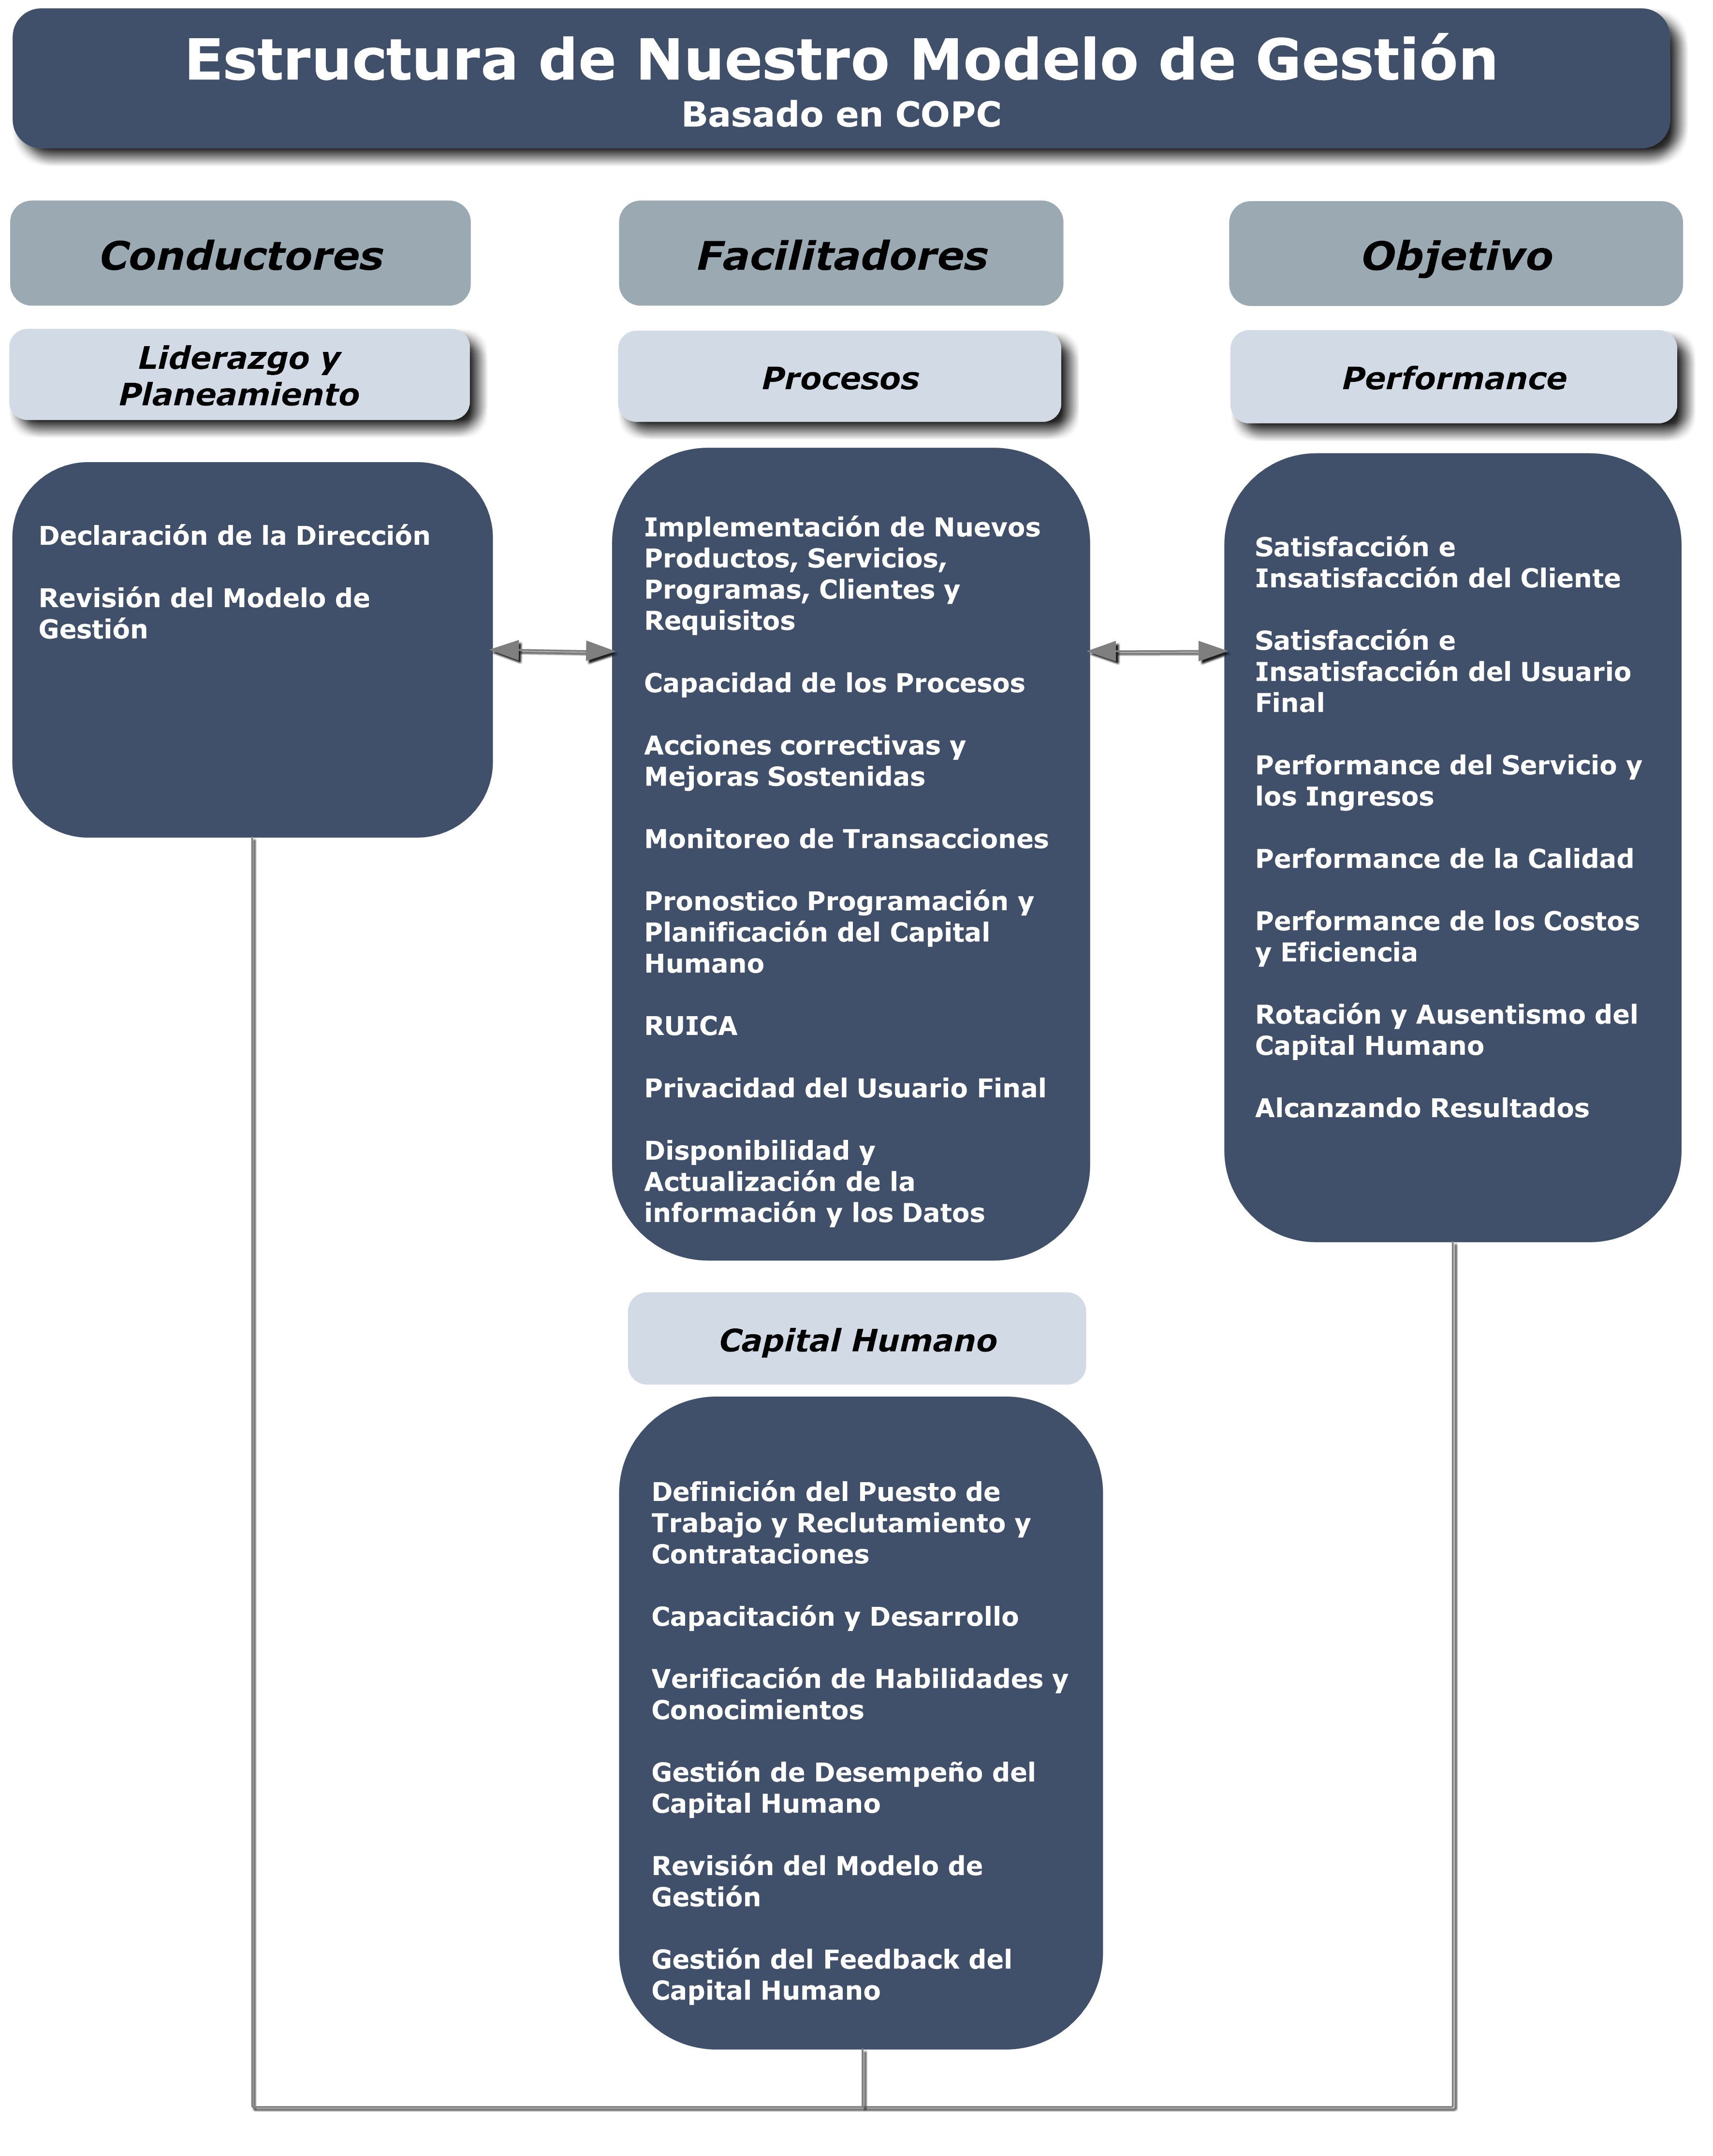 Estructura de Nuestro Modelo de Gestión
Basado en COPC
Conductores
Facilitadores
Objetivo
Liderazgo y
Planeamiento
Procesos
Performance
Declaración de la Dirección
Revisión del Modelo de
Gestión
Implementación de Nuevos
Productos, Servicios,
Programas, Clientes y
Requisitos
Capacidad de los Procesos
Acciones correctivas y
Mejoras Sostenidas
Monitoreo de Transacciones
Pronostico Programación y
Planificación del Capital
Humano
RUICA
Privacidad del Usuario Final
Disponibilidad y
Actualización de la
información y los Datos
Satisfacción e
Insatisfacción del Cliente
Satisfacción e
Insatisfacción del Usuario
Final
Performance del Servicio y
los Ingresos
Performance de la Calidad
Performance de los Costos
y Eficiencia
Rotación y Ausentismo del
Capital Humano
Alcanzando Resultados
Capital Humano
Definición del Puesto de
Trabajo y Reclutamiento y
Contrataciones
Capacitación y Desarrollo
Verificación de Habilidades y
Conocimientos
Gestión de Desempeño del
Capital Humano
Revisión del Modelo de
Gestión
Gestión del Feedback del
Capital Humano